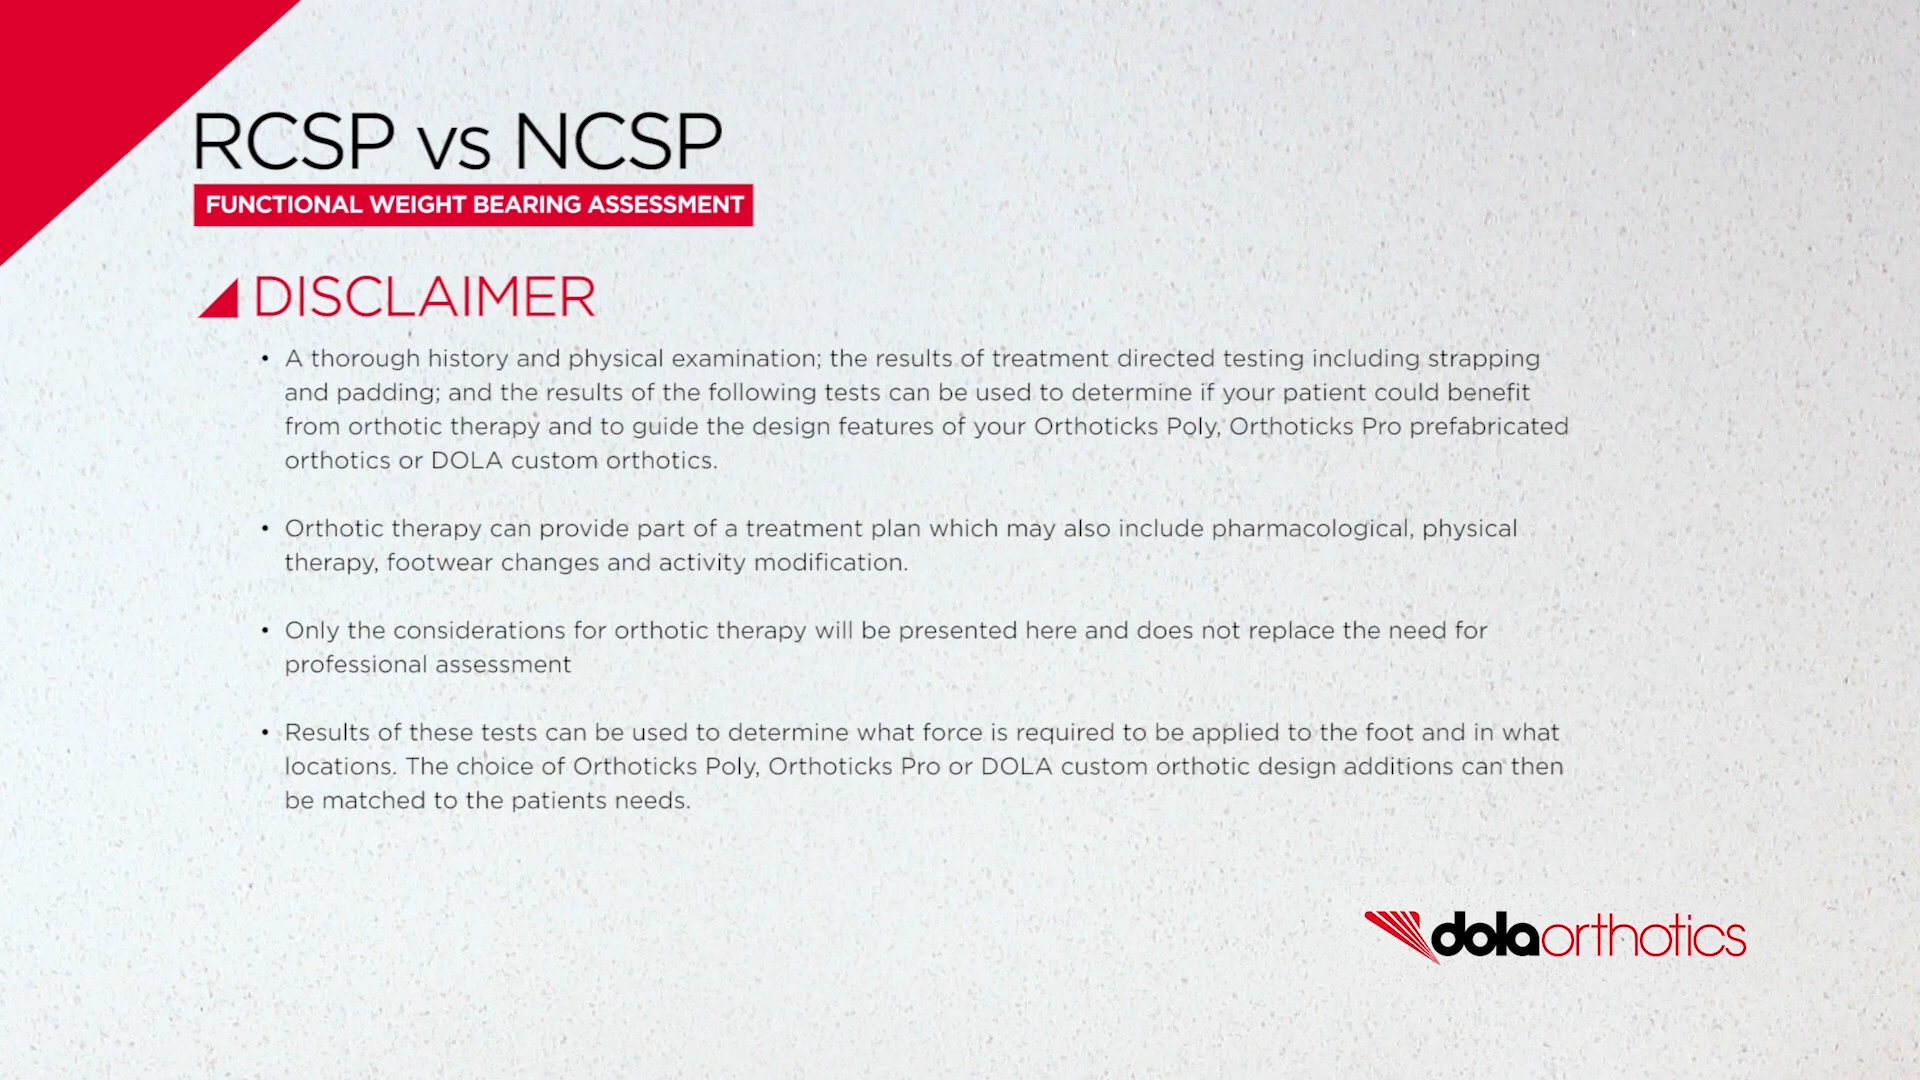 RCSP vs NCSP
FUNCTIONAL WEIGHT BEARING ASSESSMENT
DISCLAIMER
• A thorough history and physical examination; the results of treatment directed testing including strapping
and padding; and the results of the following tests can be used to determine if your patient could benefit
from orthotic therapy and to guide the design features of your Orthoticks Poly, Orthoticks Pro prefabricated
orthotics or DOLA custom orthotics.
• Orthotic therapy can provide part of a treatment plan which may also include pharmacological, physical
therapy, footwear changes and activity modification.
• Only the considerations for orthotic therapy will be presented here and does not replace the need for
professional assessment
• Results of these tests can be used to determine what force is required to be applied to the foot and in what
locations. The choice of Orthoticks Poly, Orthoticks Pro or DOLA custom orthotic design additions can then
be matched to the patients needs.
dolaorthotics